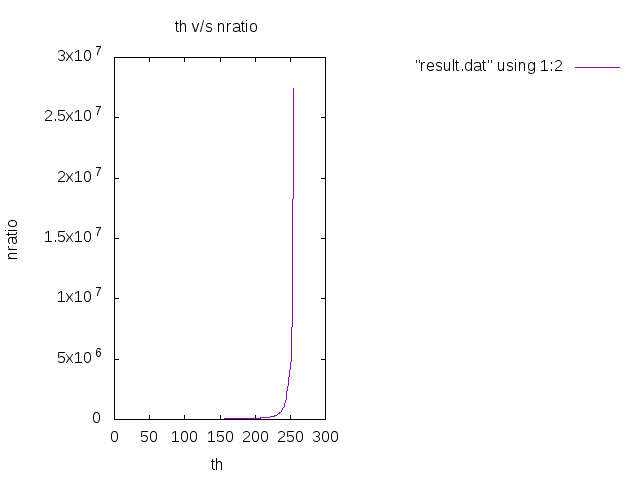 th v/s nratio
"result.dat" using 1:2
3x10^7
2.5x10^7
2x10^7
1.5x10^7
1x10^7
5x10^6
0
nratio
0 50 100 150 200 250 300
th